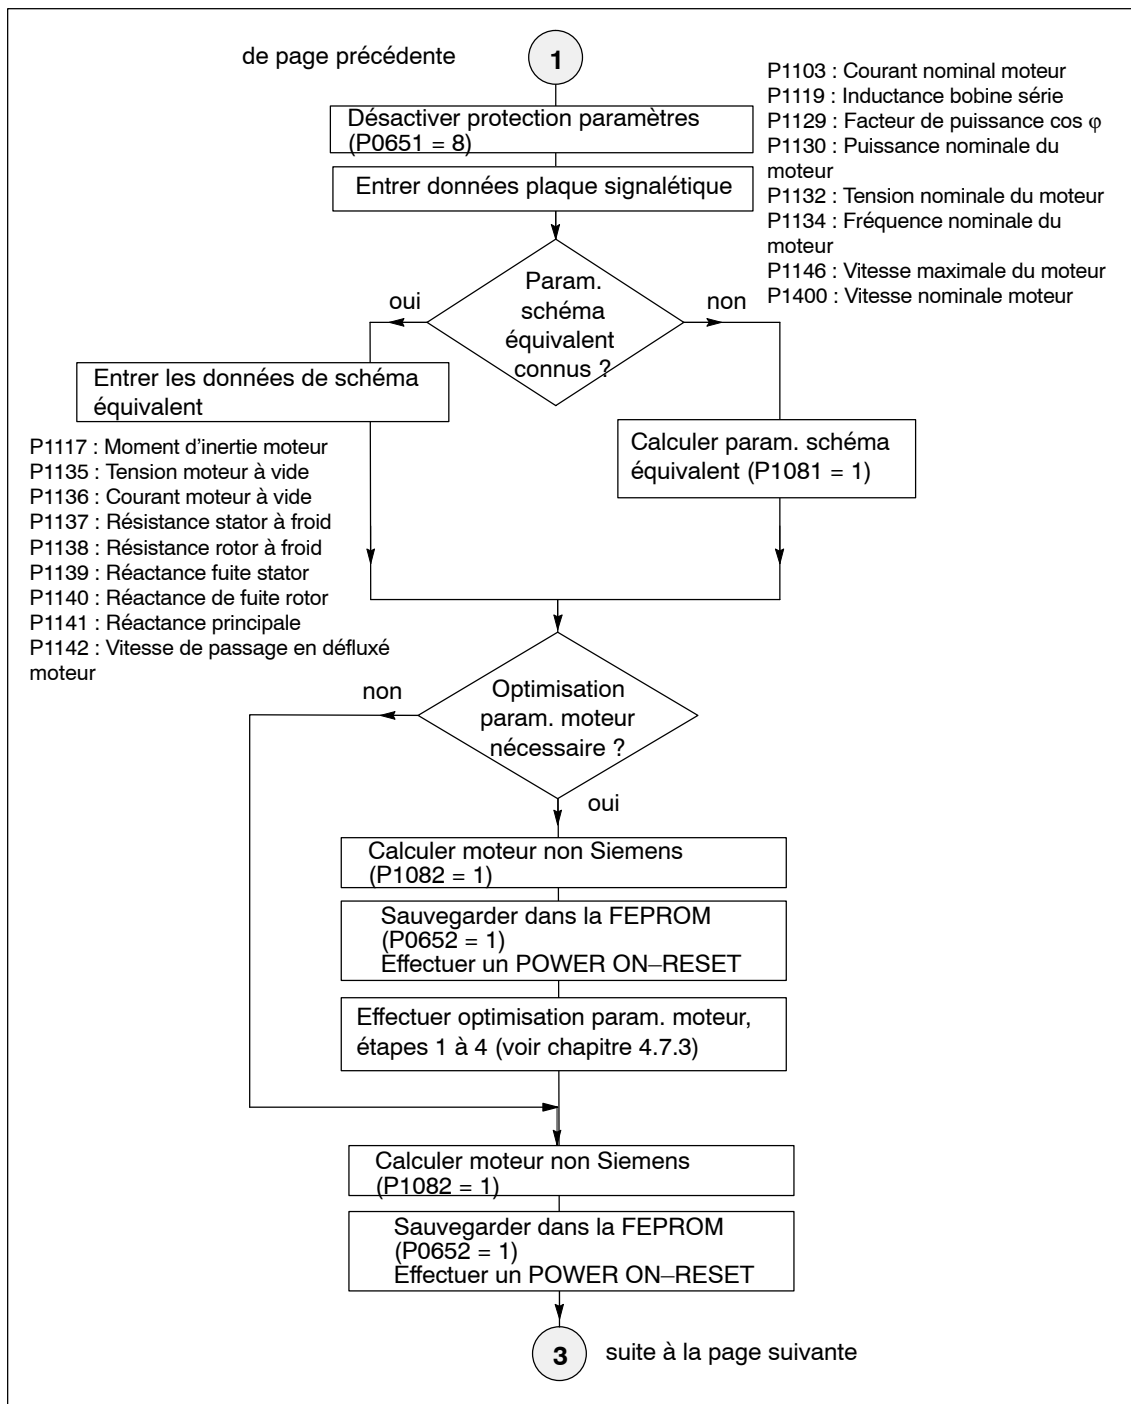 de page précédente
1
P1103 : Courant nominal moteur
P1119 : Inductance bobine série
P1129 : Facteur de puissance cos φ
P1130 : Puissance nominale du
moteur
P1132 : Tension nominale du moteur
P1134 : Fréquence nominale du
moteur
P1146 : Vitesse maximale du moteur
P1400 : Vitesse nominale moteur
Désactiver protection paramètres
(P0651 = 8)
Entrer données plaque signalétique
Param.
schéma
équivalent
connus ?
oui
non
Entrer les données de schéma
équivalent
P1117 : Moment d'inertie moteur
P1135 : Tension moteur à vide
P1136 : Courant moteur à vide
P1137 : Résistance stator à froid
P1138 : Résistance rotor à froid
P1139 : Réactance fuite stator
P1140 : Réactance de fuite rotor
P1141 : Réactance principale
P1142 : Vitesse de passage en défluxé
moteur
Calculer param. schéma
équivalent (P1081 = 1)
non
Optimisation
param. moteur
nécessaire ?
oui
Calculer moteur non Siemens
(P1082 = 1)
Sauvegarder dans la FEPROM
(P0652 = 1)
Effectuer un POWER ON–RESET
Effectuer optimisation param. moteur,
étapes 1 à 4 (voir chapitre 4.7.3)
Calculer moteur non Siemens
(P1082 = 1)
Sauvegarder dans la FEPROM
(P0652 = 1)
Effectuer un POWER ON–RESET
3
suite à la page suivante